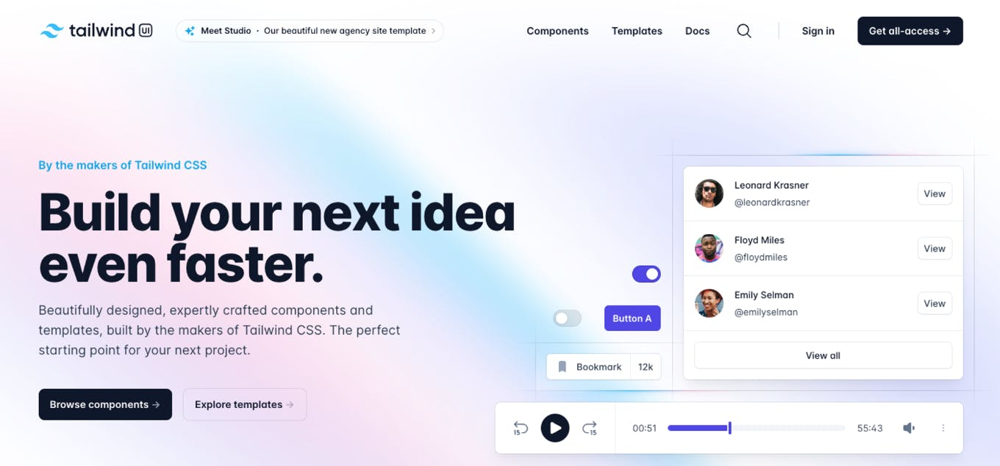 tailwind UI
Meet Studio · Our beautiful new agency site template
Components
Templates
Docs
Sign in
Get all-access →
By the makers of Tailwind CSS
Build your next idea
even faster.
Beautifully designed, expertly crafted components and
templates, built by the makers of Tailwind CSS. The perfect
starting point for your next project.
Browse components →
Explore templates →
Leonard Krasner
@leonardkrasner
View
Floyd Miles
@floydmiles
View
Emily Selman
@emilyselman
View
View all
Button A
Bookmark 12k
15
15
00:51
55:43